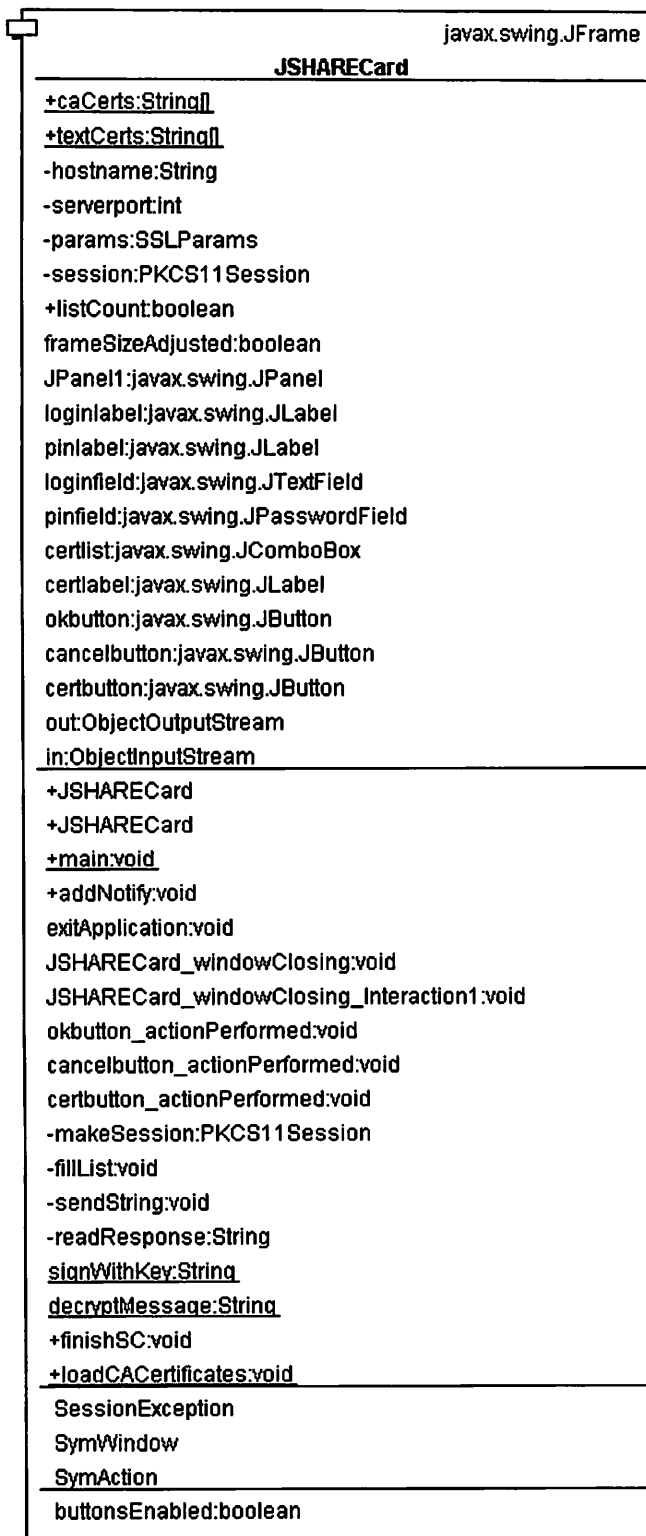 javax.swing.JFrame
JSHARECard
+caCerts:String[]
+textCerts:String[]
-hostname:String
-serverport:int
-params:SSLParams
-session:PKCS11Session
+listCount:boolean
frameSizeAdjusted:boolean
JPanel1:javax.swing.JPanel
loginlabel:javax.swing.JLabel
pinlabel:javax.swing.JLabel
loginfield:javax.swing.JTextField
pinfield:javax.swing.JPasswordField
certlist:javax.swing.JComboBox
certlabel:javax.swing.JLabel
okbutton:javax.swing.JButton
cancelbutton:javax.swing.JButton
certbutton:javax.swing.JButton
out:ObjectOutputStream
in:ObjectInputStream
+JSHARECard
+JSHARECard
+main:void
+addNotify:void
exitApplication:void
JSHARECard_windowClosing:void
JSHARECard_windowClosing_Interaction1:void
okbutton_actionPerformed:void
cancelbutton_actionPerformed:void
certbutton_actionPerformed:void
-makeSession:PKCS11Session
-fillList:void
-sendString:void
-readResponse:String
signWithKey:String
decryptMessage:String
+finishSC:void
+loadCACertificates:void
SessionException
SymWindow
SymAction
buttonsEnabled:boolean